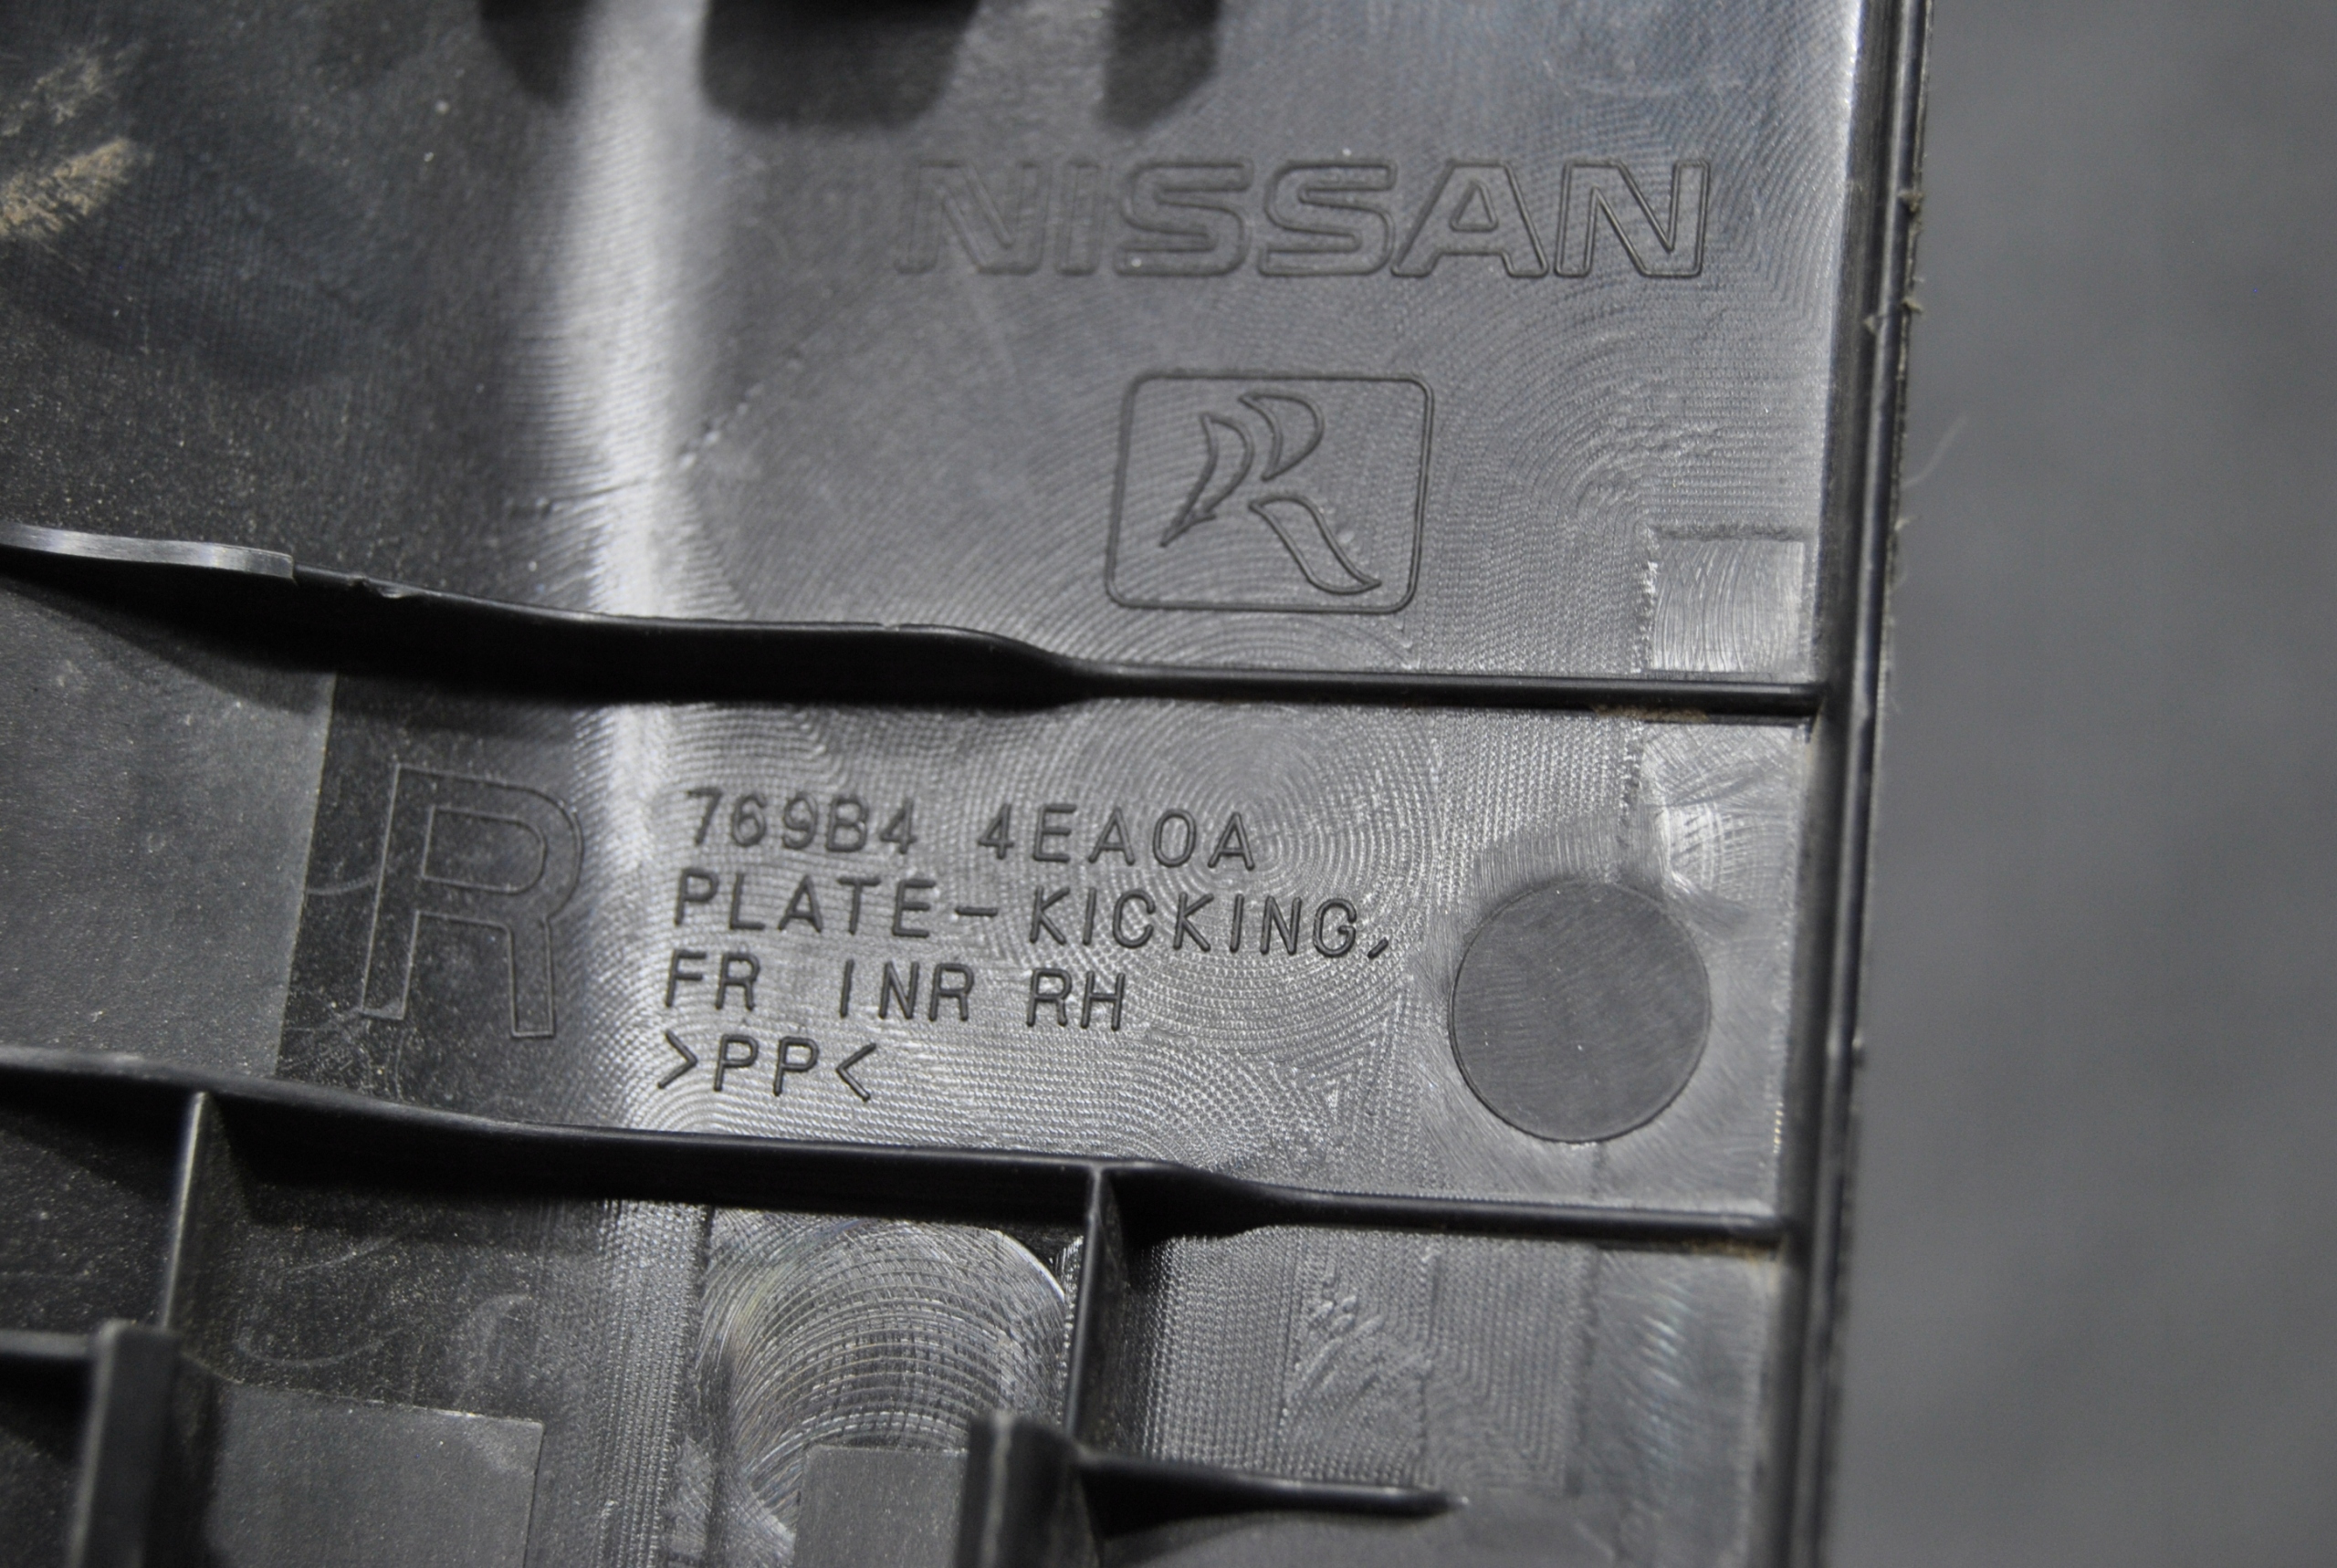 NISSAN
R
R
769B4 4EA0A
PLATE-KICKING,
FR INR RH
>PP<